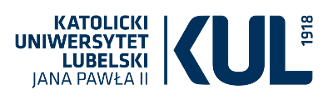 KATOLICKI
UNIWERSYTET
LUBELSKI
JANA PAWŁA II
KUL
1918